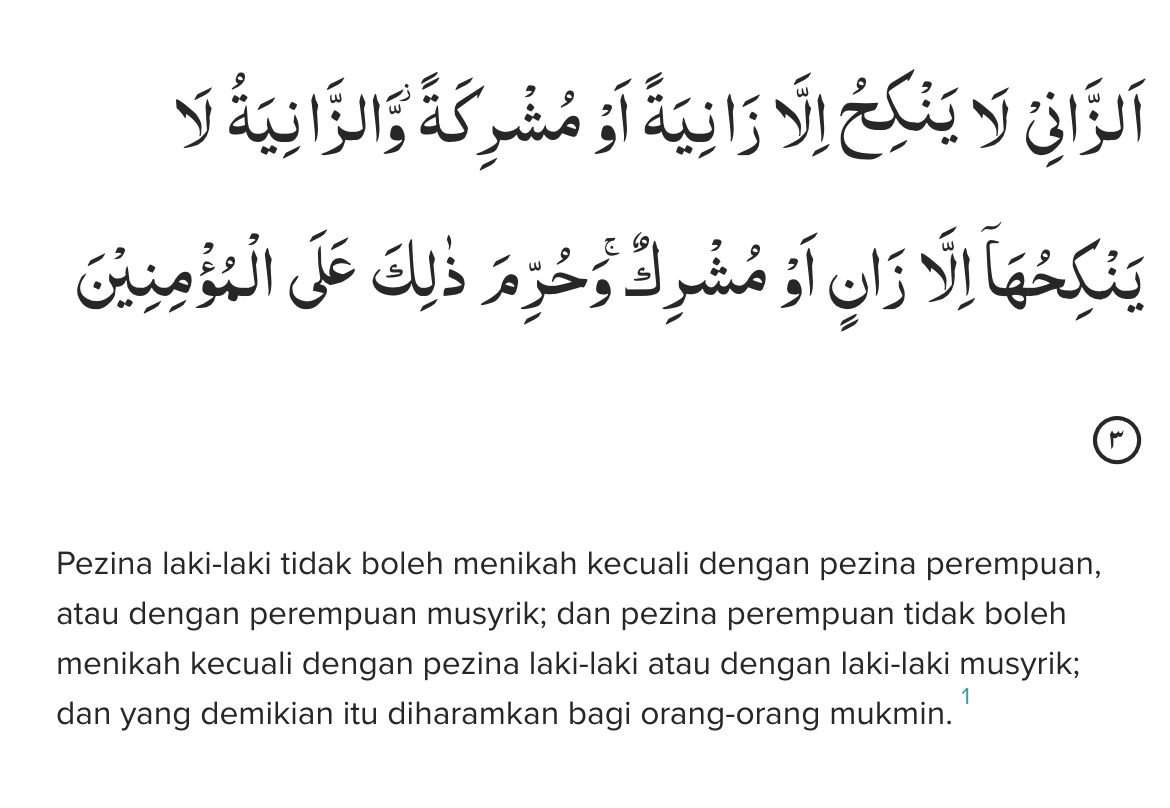 اَلزَّانِيْ لَا يَنْكِحُ اِلَّا زَانِيَةً اَوْ مُشْرِكَةً ۖوَّالزَّانِيَةُ لَا
يَنْكِحُهَآ اِلَّا زَانٍ اَوْ مُشْرِكٌۚ وَحُرِّمَ ذٰلِكَ عَلَى الْمُؤْمِنِيْنَ
٣
Pezina laki-laki tidak boleh menikah kecuali dengan pezina perempuan,
atau dengan perempuan musyrik; dan pezina perempuan tidak boleh
menikah kecuali dengan pezina laki-laki atau dengan laki-laki musyrik;
dan yang demikian itu diharamkan bagi orang-orang mukmin. 1